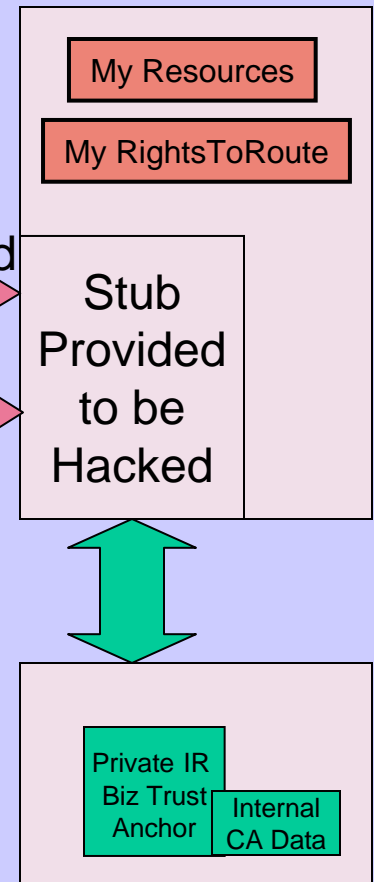 My Resources
My RightsToRoute
d
Stub
Provided
to be
Hacked
Private IR
Biz Trust
Anchor
Internal
CA Data